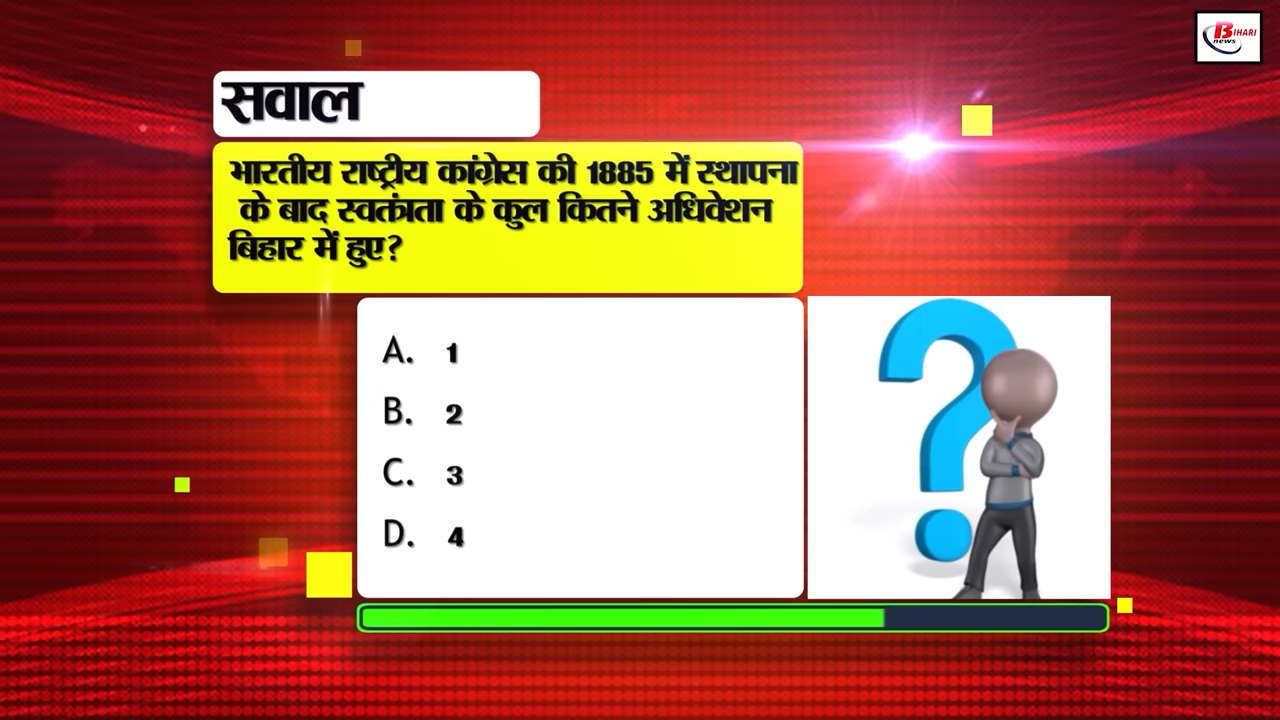 BIHARI
news
सवाल
भारतीय राष्ट्रीय कांग्रेस की 1885 में स्थापना
के बाद स्वतंत्रता के कुल कितने अधिवेशन
बिहार में हुए?
A. 1
B. 2
C. 3
D. 4